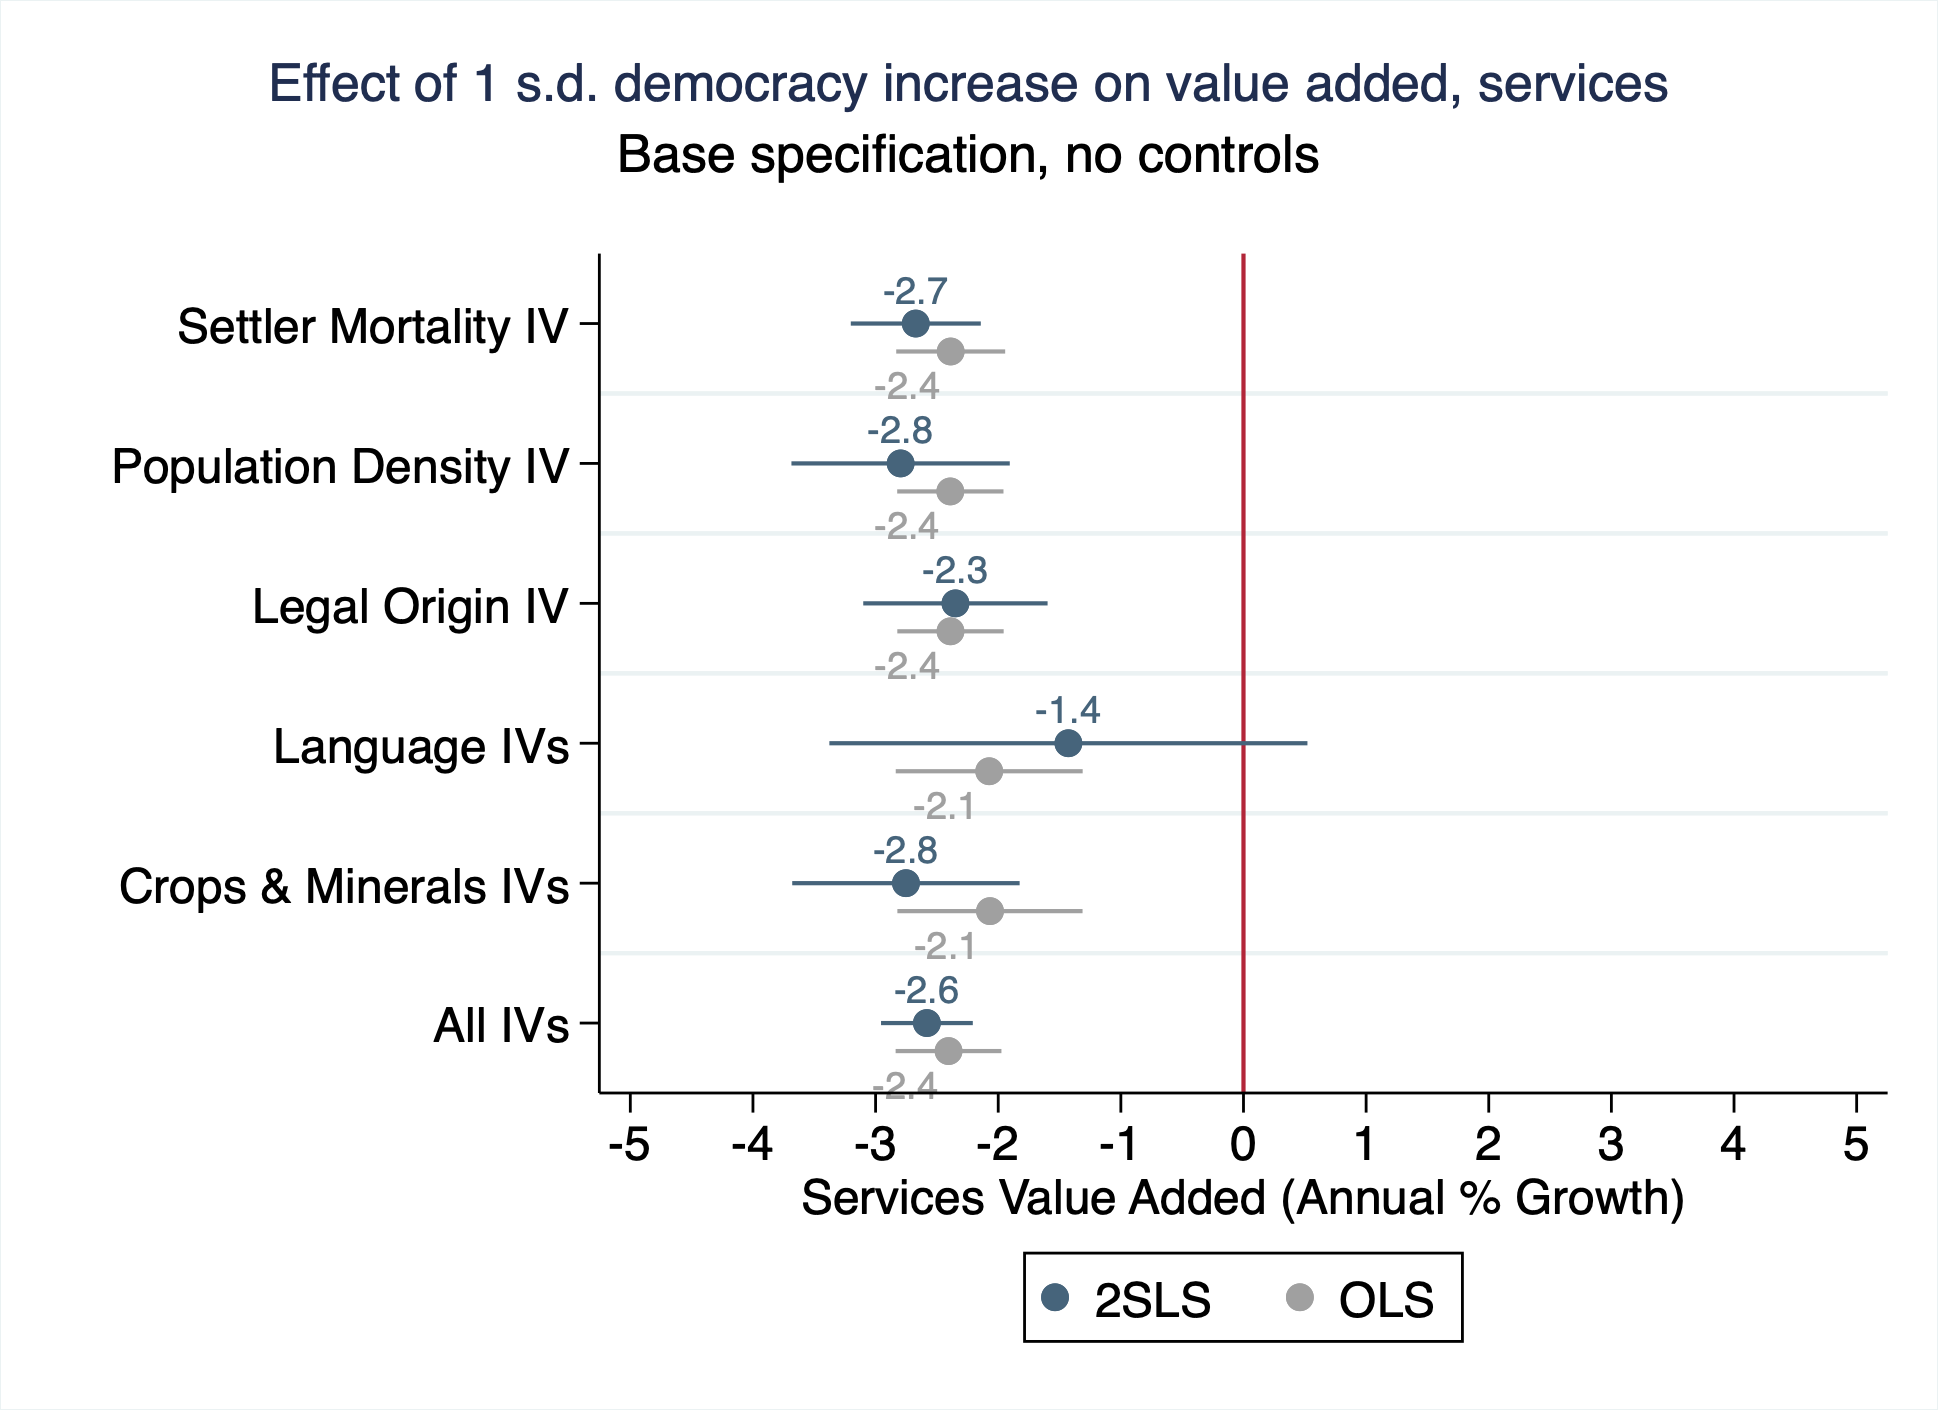 Effect of 1 s.d. democracy increase on value added, services
Base specification, no controls
-2.7
Settler Mortality IV
-2.4
-2.8
Population Density IV
-2.4
-2.3
Legal Origin IV
-2.4
-1.4
Language IVs
-2.1
-2.8
Crops & Minerals IVs
-2.1
-2.6
All IVs
-2.4
-5 -4 -3 -2 -1 0 1 2 3 4 5
Services Value Added (Annual % Growth)
2SLS OLS